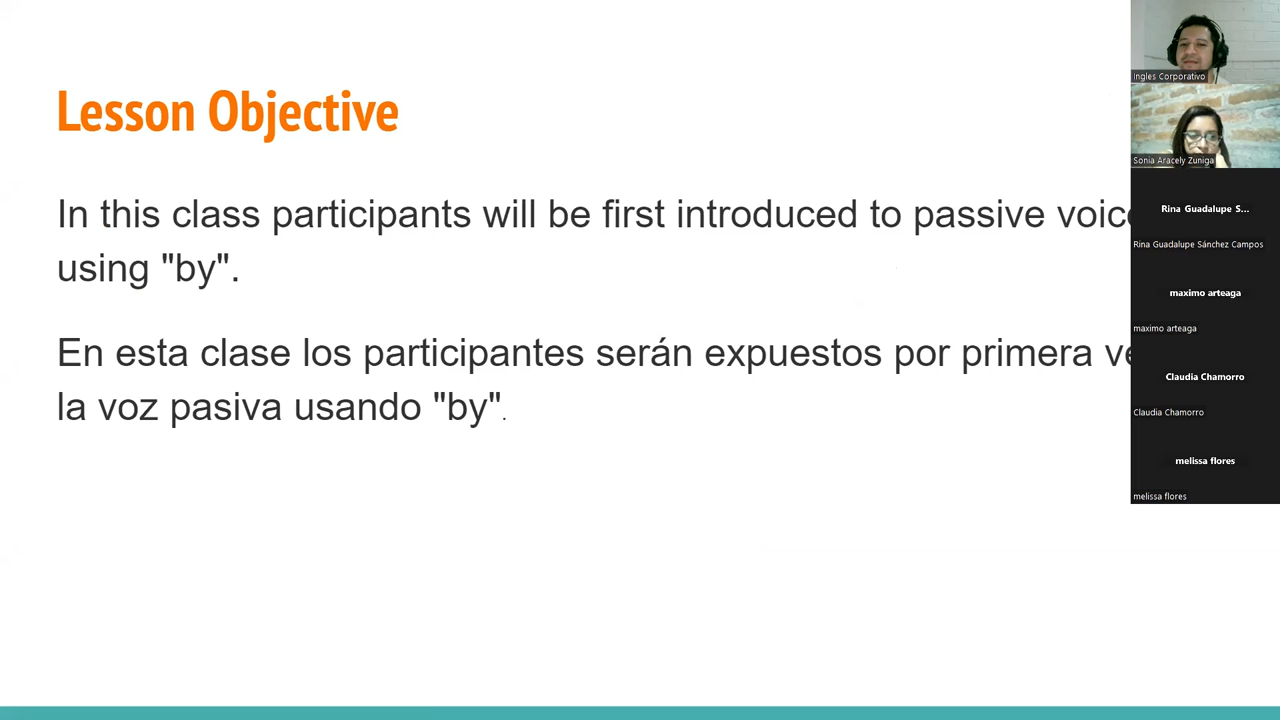 Lesson Objective
In this class participants will be first introduced to passive voice
using "by".
En esta clase los participantes serán expuestos por primera
la voz pasiva usando "by".
Ingles Corporativo
Sonia Aracely Zuniga
Rina Guadalupe S...
Rina Guadalupe Sánchez Campos
maximo arteaga
maximo arteaga
Claudia Chamorro
Claudia Chamorro
melissa flores
melissa flores